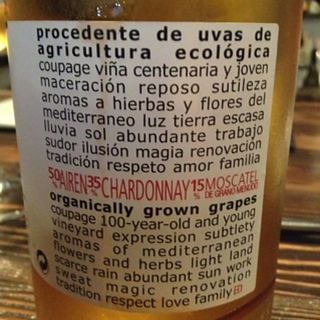 procedente de uvas de
agricultura ecológica
coupage viña centenaria y joven
maceración reposo sutileza
aromas a hierbas y flores del
mediterraneo luz tierra escasa
lluvia sol abundante trabajo
sudor ilusión magia renovación
tradición respeto amor familia
50% AIREN 35% CHARDONNAY 15% MOSCATEL DE GRANO MENUDO
organically grown grapes
coupage 100-year-old and young
vineyard expression subtlety
aromas of mediterranean
flowers and herbs light land
scarce rain abundant sun work
sweat magic renovation
tradition respect love family